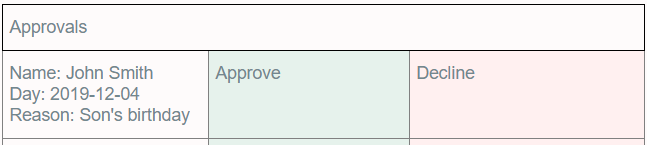 Approvals
Name: John Smith
Day: 2019-12-04
Reason: Son's birthday
Approve
Decline